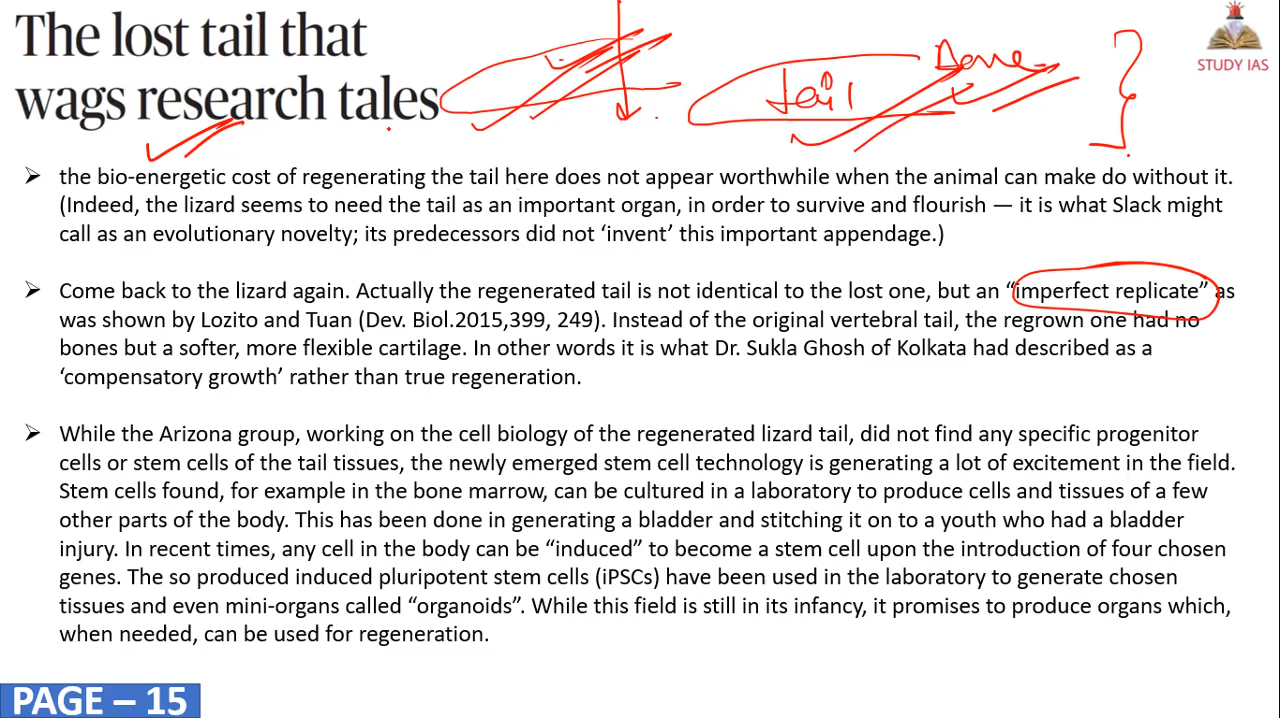 The lost tail that
wags research tales
tail
Bone
STUDY IAS
➢ the bio-energetic cost of regenerating the tail here does not appear worthwhile when the animal can make do without it.
(Indeed, the lizard seems to need the tail as an important organ, in order to survive and flourish — it is what Slack might
call as an evolutionary novelty; its predecessors did not ‘invent’ this important appendage.)
➢ Come back to the lizard again. Actually the regenerated tail is not identical to the lost one, but an “imperfect replicate” as
was shown by Lozito and Tuan (Dev. Biol.2015,399, 249). Instead of the original vertebral tail, the regrown one had no
bones but a softer, more flexible cartilage. In other words it is what Dr. Sukla Ghosh of Kolkata had described as a
‘compensatory growth’ rather than true regeneration.
➢ While the Arizona group, working on the cell biology of the regenerated lizard tail, did not find any specific progenitor
cells or stem cells of the tail tissues, the newly emerged stem cell technology is generating a lot of excitement in the field.
Stem cells found, for example in the bone marrow, can be cultured in a laboratory to produce cells and tissues of a few
other parts of the body. This has been done in generating a bladder and stitching it on to a youth who had a bladder
injury. In recent times, any cell in the body can be “induced” to become a stem cell upon the introduction of four chosen
genes. The so produced induced pluripotent stem cells (iPSCs) have been used in the laboratory to generate chosen
tissues and even mini-organs called “organoids”. While this field is still in its infancy, it promises to produce organs which,
when needed, can be used for regeneration.
PAGE – 15